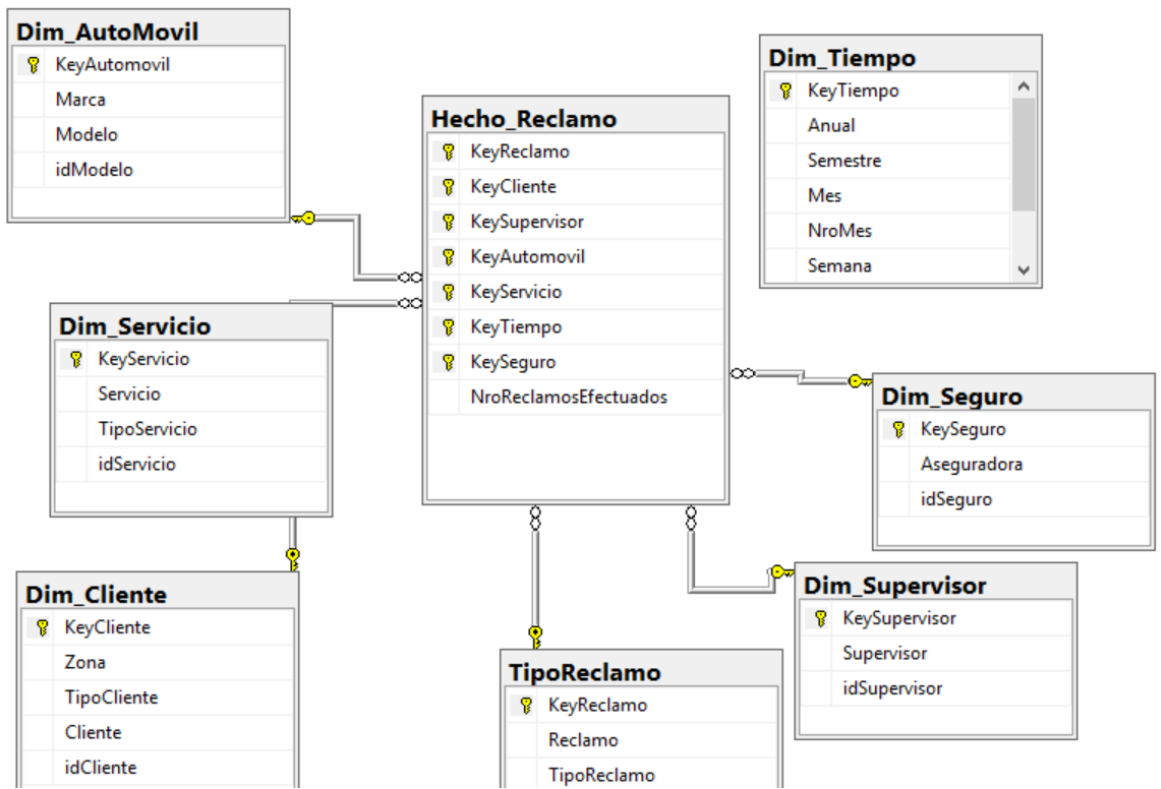 Dim_AutoMovil
KeyAutomovil
Marca
Modelo
idModelo
Dim_Tiempo
KeyTiempo
Anual
Semestre
Mes
NroMes
Semana
Hecho_Reclamo
KeyReclamo
KeyCliente
KeySupervisor
KeyAutomovil
KeyServicio
KeyTiempo
KeySeguro
NroReclamosEfectuados
Dim_Servicio
KeyServicio
Servicio
TipoServicio
idServicio
Dim_Seguro
KeySeguro
Aseguradora
idSeguro
Dim_Cliente
KeyCliente
Zona
TipoCliente
Cliente
idCliente
TipoReclamo
KeyReclamo
Reclamo
TipoReclamo
Dim_Supervisor
KeySupervisor
Supervisor
idSupervisor